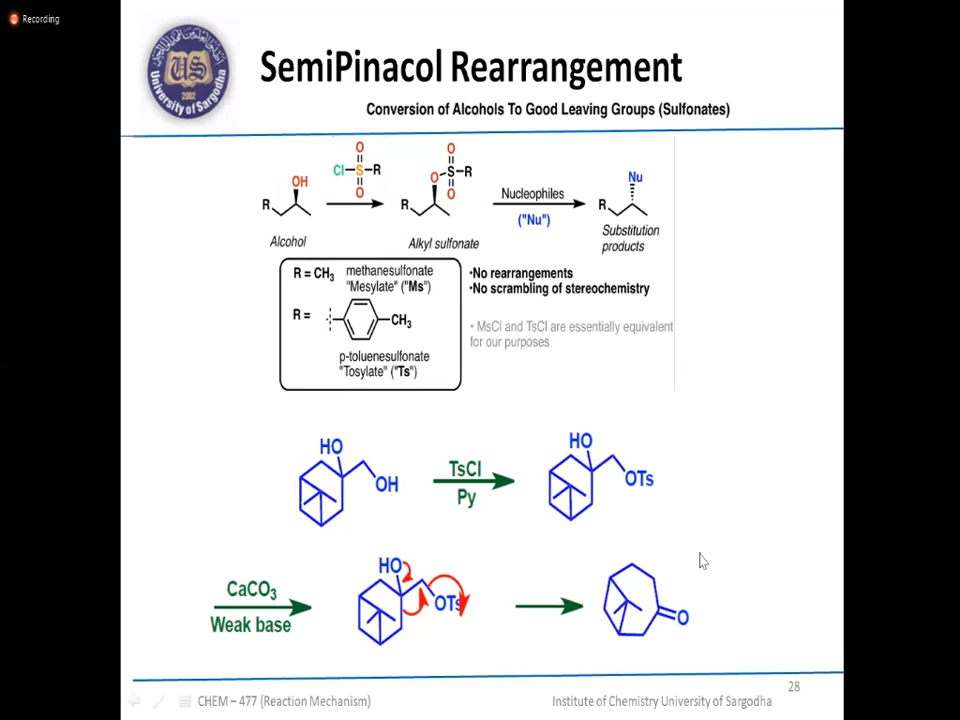 Recording
University of Sargodha
US
2002
SemiPinacol Rearrangement
Conversion of Alcohols To Good Leaving Groups (Sulfonates)
OH
R
Alcohol
O
Cl S R
O
O
O S R
O
R
Alkyl sulfonate
Nucleophiles
("Nu")
Nu
R
Substitution
products
R = CH3 methanesulfonate
"Mesylate" ("Ms")
R = CH3
p-toluenesulfonate
"Tosylate" ("Ts")
•No rearrangements
•No scrambling of stereochemistry
• MsCl and TsCl are essentially equivalent
for our purposes
HO
OH
TsCl
Py
HO
OTs
CaCO3
Weak base
HO
OTs
O
28
CHEM – 477 (Reaction Mechanism)
Institute of Chemistry University of Sargodha